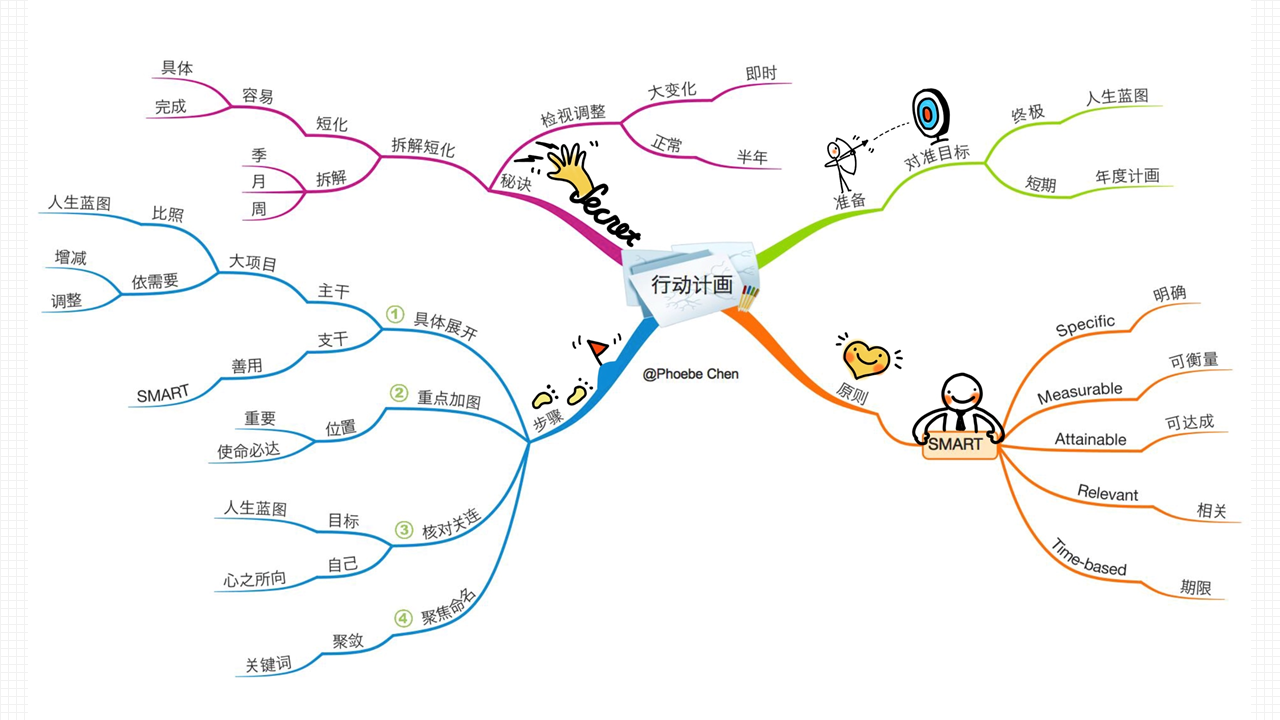 行动计画
@Phoebe Chen
准备
对准目标
终极
人生蓝图
短期
年度计画
原则
SMART
Specific
明确
Measurable
可衡量
Attainable
可达成
Relevant
相关
Time-based
期限
步骤
① 具体展开
主干
大项目
比照
人生蓝图
依需要
增减
调整
支干
善用
SMART
② 重点加图
位置
重要
使命必达
③ 核对关连
目标
人生蓝图
自己
心之所向
④ 聚焦命名
聚敛
关键词
秘诀
Secret
拆解短化
短化
容易
具体
完成
拆解
季
月
周
检视调整
大变化
即时
正常
半年